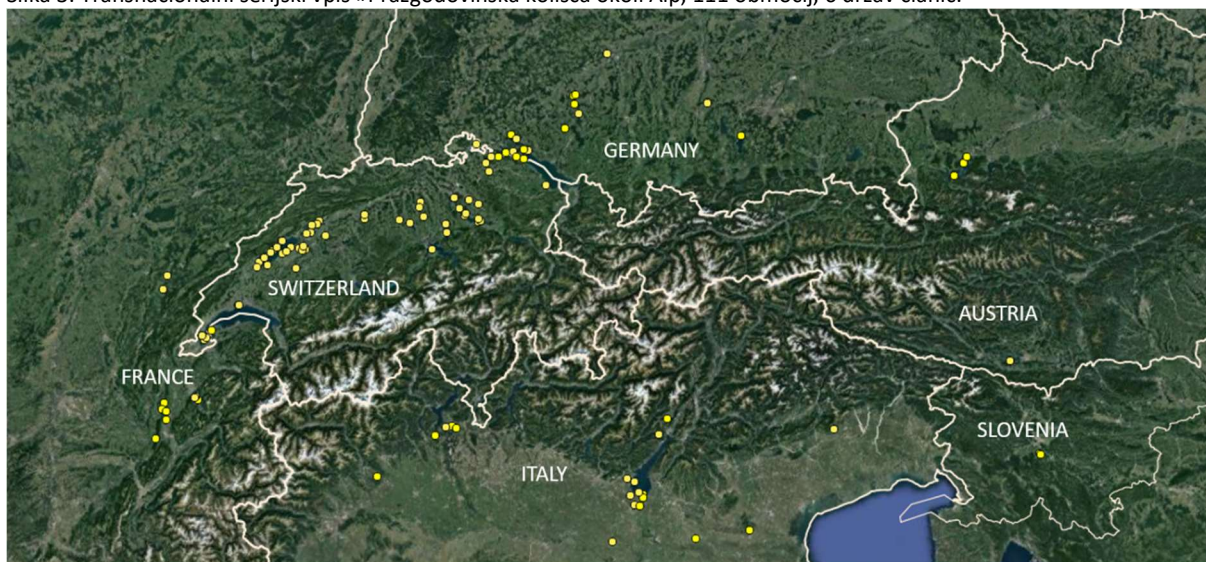 Slika 3: Transnacionalni serijski vpis »Prazgodovinska kolišča okoli Alp, 111 območij, 6 držav članic.
GERMANY
SWITZERLAND
AUSTRIA
FRANCE
SLOVENIA
ITALY